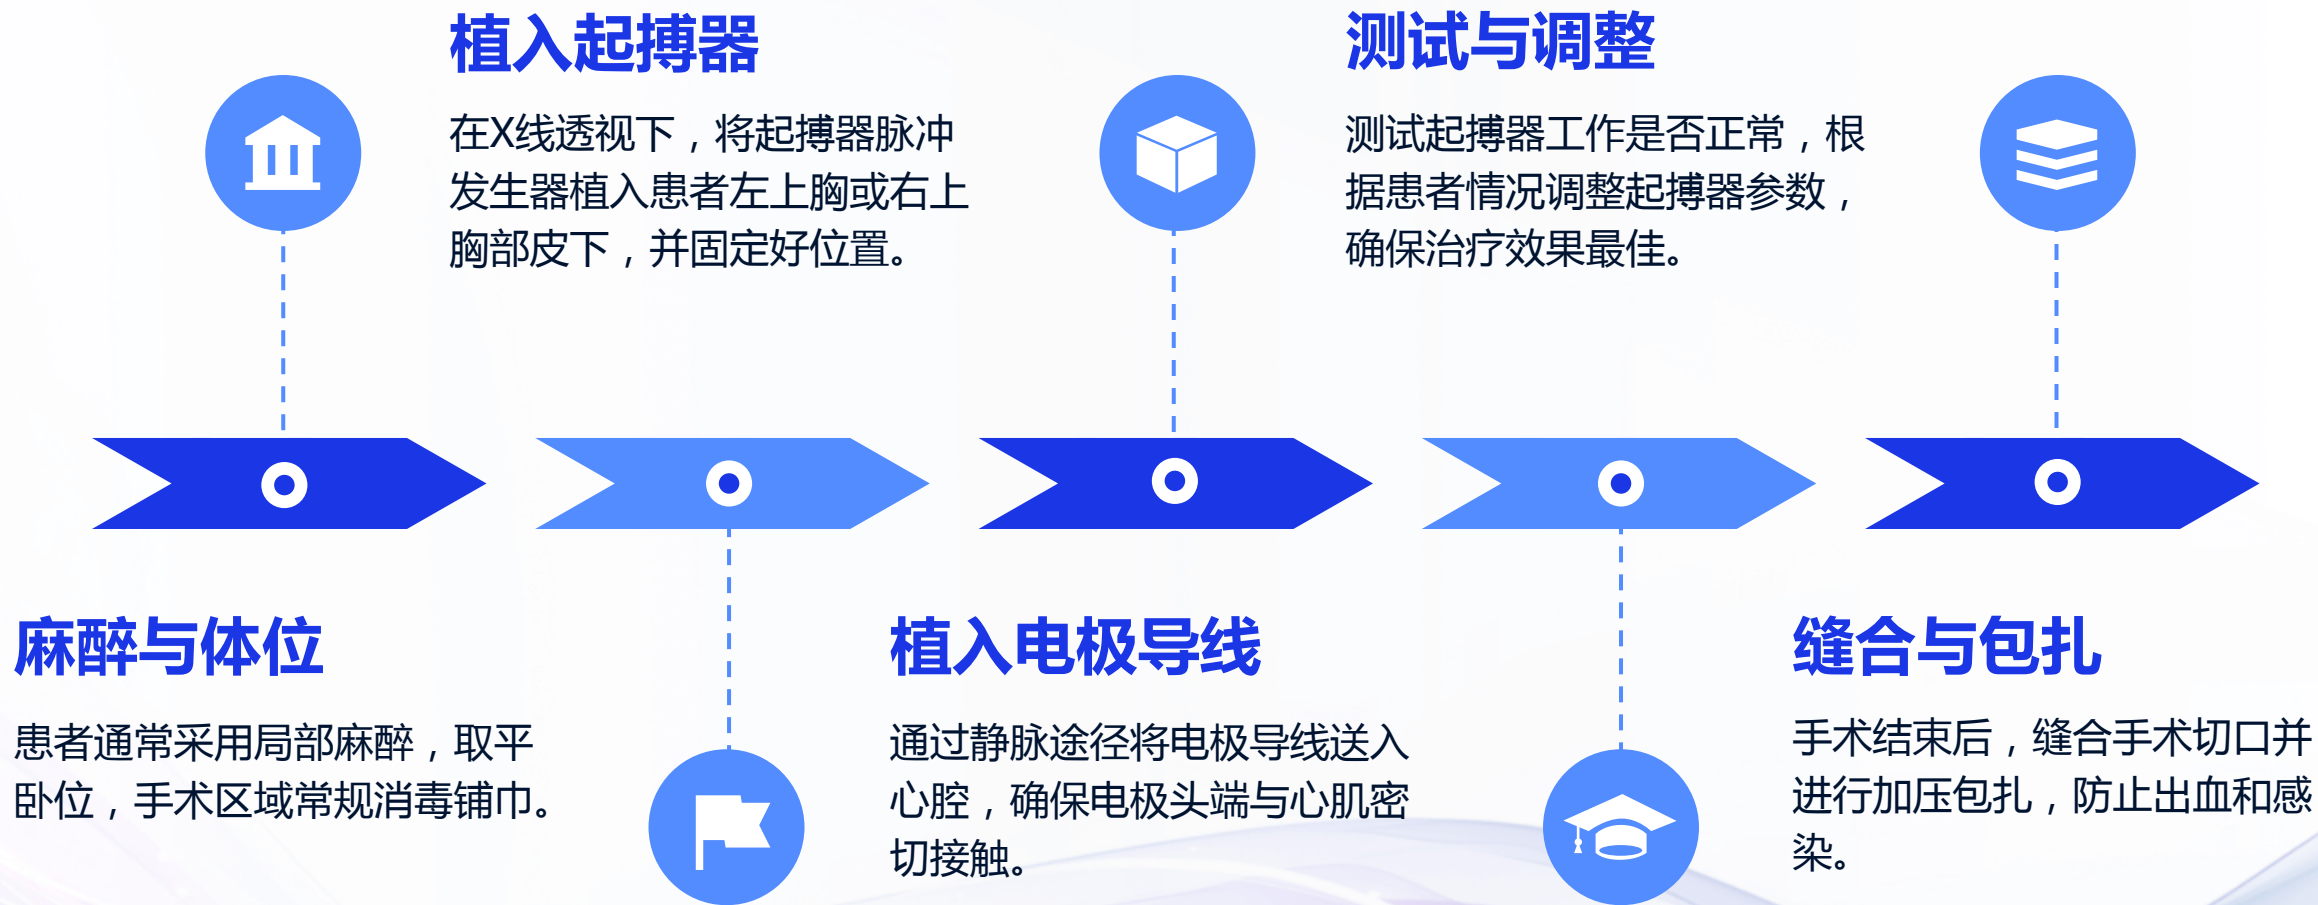 麻醉与体位
患者通常采用局部麻醉，取平
卧位，手术区域常规消毒铺巾。
植入起搏器
在X线透视下，将起搏器脉冲
发生器植入患者左上胸或右上
胸部皮下，并固定好位置。
植入电极导线
通过静脉途径将电极导线送入
心腔，确保电极头端与心肌密
切接触。
测试与调整
测试起搏器工作是否正常，根
据患者情况调整起搏器参数，
确保治疗效果最佳。
缝合与包扎
手术结束后，缝合手术切口并
进行加压包扎，防止出血和感
染。